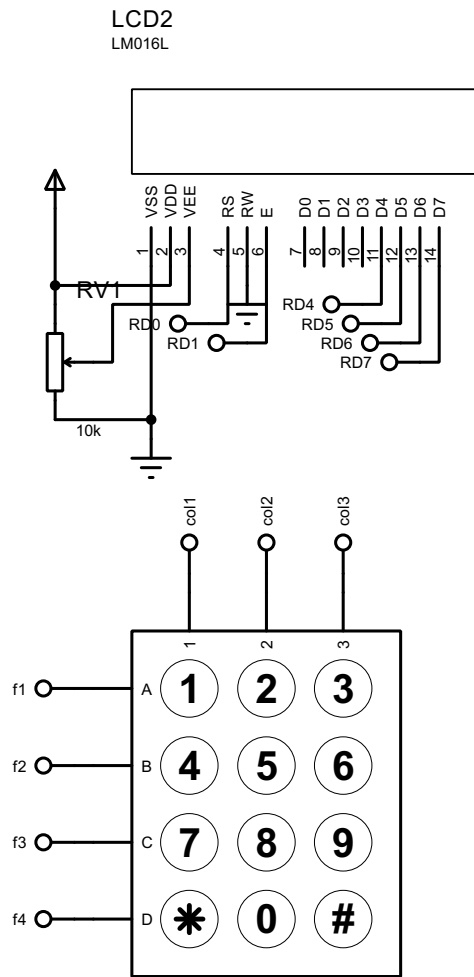 LCD2
LM016L
VSS VDD VEE RS RW E D0 D1 D2 D3 D4 D5 D6 D7
1 2 3 4 5 6 7 8 9 10 11 12 13 14
RV1
RD4
RD0 RD5
RD1 RD6
RD7
10k
col1 col2 col3
1 2 3
f1 A 1 2 3
f2 B 4 5 6
f3 C 7 8 9
f4 D * 0 #